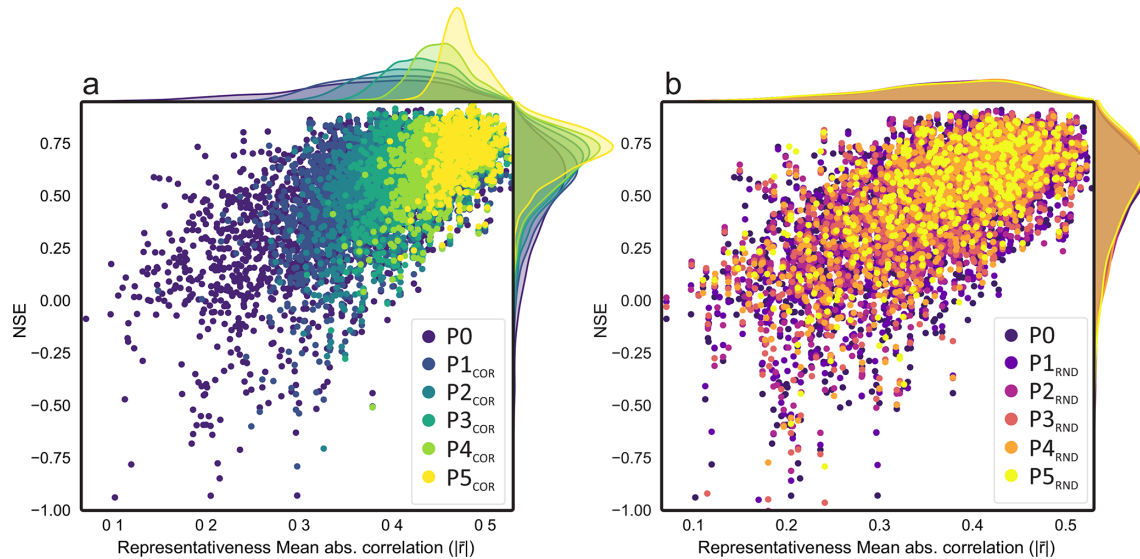 a
NSE
0.75
0.50
0.25
0.00
−0.25
−0.50
−0.75
−1.00
P0
P1COR
P2COR
P3COR
P4COR
P5COR
0 1
0 2
0 3
0 4
0 5
Representativeness Mean abs. correlation (|r̄|)
b
NSE
0.75
0.50
0.25
0.00
−0.25
−0.50
−0.75
−1.00
P0
P1RND
P2RND
P3RND
P4RND
P5RND
0.1
0.2
0.3
0.4
0.5
Representativeness Mean abs. correlation (|r̄|)